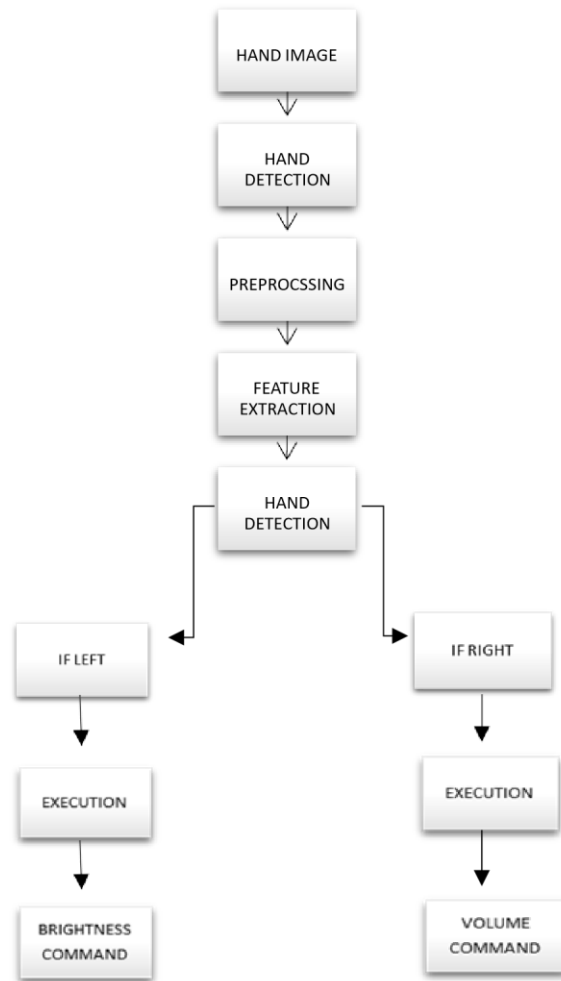 HAND IMAGE
HAND
DETECTION
PREPROCSSING
FEATURE
EXTRACTION
HAND
DETECTION
IF LEFT
EXECUTION
BRIGHTNESS
COMMAND
IF RIGHT
EXECUTION
VOLUME
COMMAND